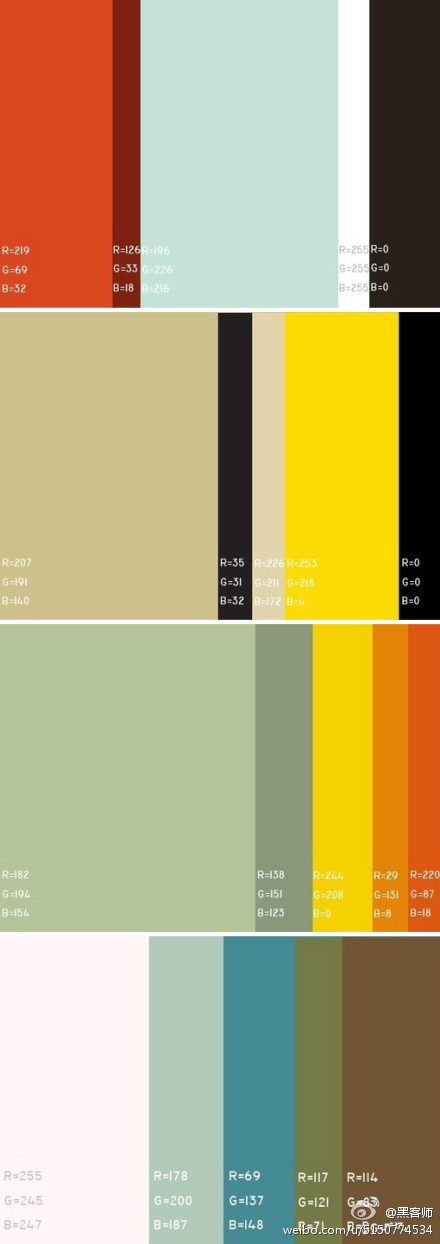 R=219 R=126 R=196 R=255 R=0
G=69 G=33 G=226 G=255 G=0
B=32 B=18 B=216 B=255 B=0
R=207 R=35 R=226 R=253 R=0
G=191 G=31 G=211 G=218 G=0
B=140 B=32 B=172 B=4 B=0
R=182 R=138 R=244 R=29 R=220
G=194 G=151 G=208 G=131 G=87
B=154 B=123 B=0 B=8 B=18
R=255 R=178 R=69 R=117 R=114
G=245 G=200 G=137 G=121 G=83
B=247 B=187 B=148 B=71
@黑客师
weibo.com/u/5150774534